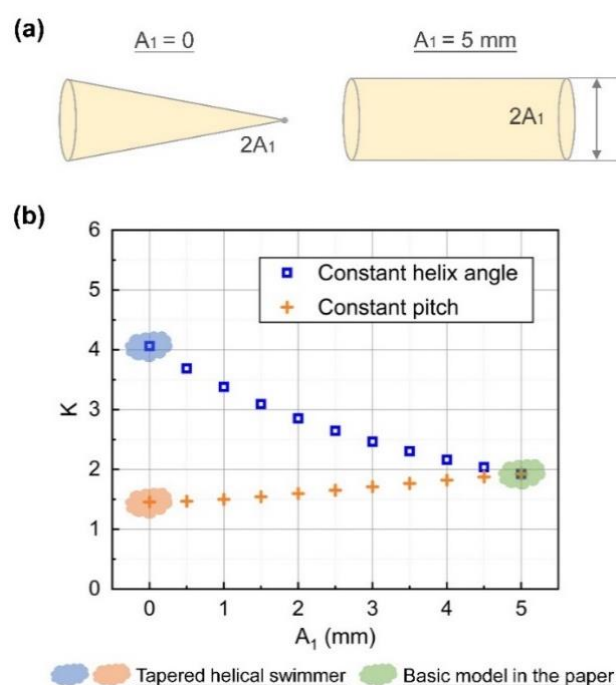 (a)
A₁ = 0
A₁ = 5 mm
2A₁
2A₁
(b)
6
5
4
3
2
1
0
K
Constant helix angle
Constant pitch
0 1 2 3 4 5
A₁ (mm)
Tapered helical swimmer
Basic model in the paper